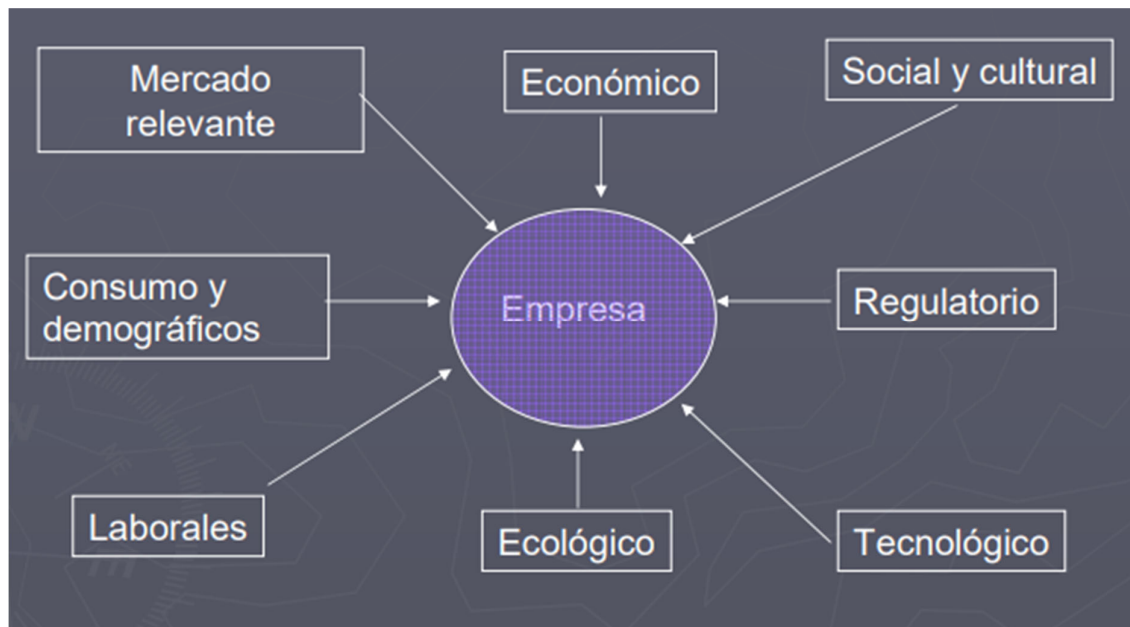 Mercado
relevante
Económico
Social y cultural
Consumo y
demográficos
Empresa
Regulatorio
Laborales
Ecológico
Tecnológico